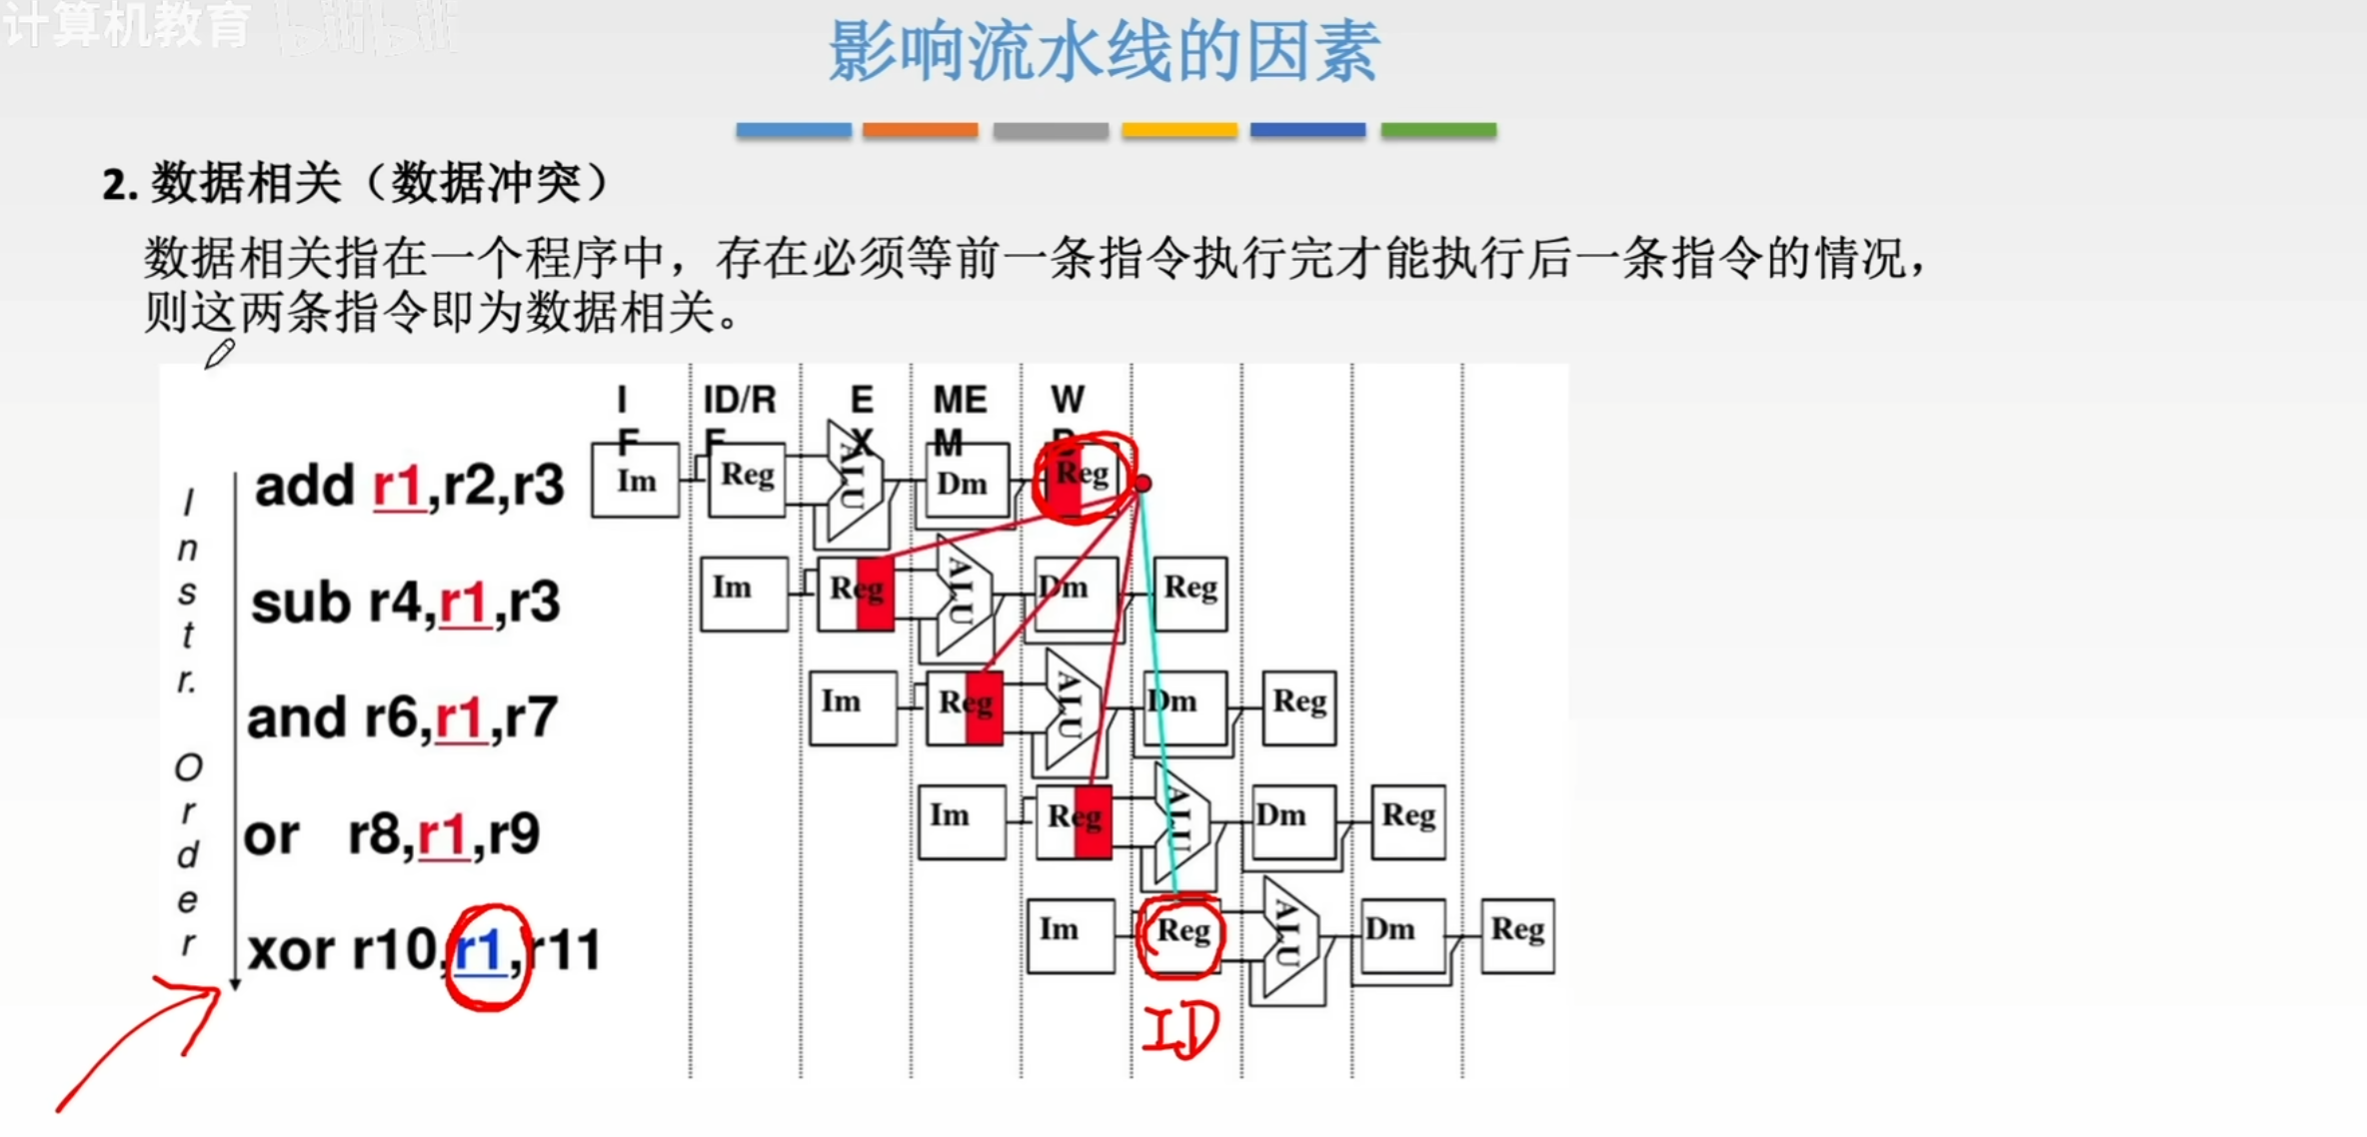 计算机教育 bilibili
影响流水线的因素
2. 数据相关（数据冲突）
数据相关指在一个程序中，存在必须等前一条指令执行完才能执行后一条指令的情况，
则这两条指令即为数据相关。
IF ID/RF EX MEM WB
Instr. Order
add r1,r2,r3 Im Reg ALU Dm Reg
sub r4,r1,r3 Im Reg ALU Dm Reg
and r6,r1,r7 Im Reg ALU Dm Reg
or r8,r1,r9 Im Reg ALU Dm Reg
xor r10,r1,r11 Im Reg ALU Dm Reg
ID